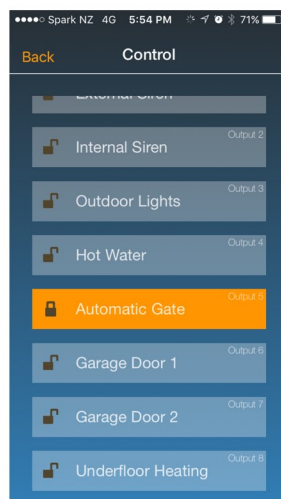 Spark NZ 4G 5:54 PM 71%
Back Control
External Siren
Internal Siren Output 2
Outdoor Lights Output 3
Hot Water Output 4
Automatic Gate Output 5
Garage Door 1 Output 6
Garage Door 2 Output 7
Underfloor Heating Output 8